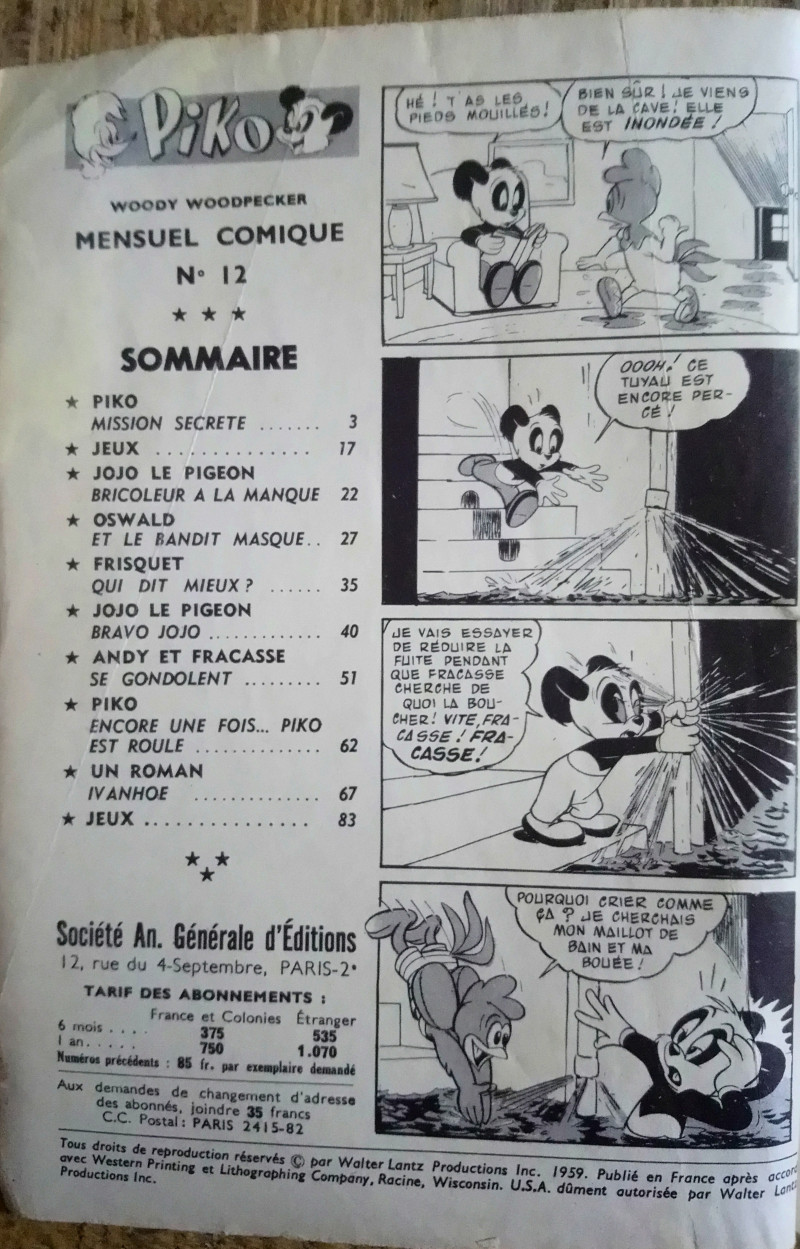 Piko
WOODY WOODPECKER
MENSUEL COMIQUE
N° 12
★ ★ ★
SOMMAIRE
★ PIKO
MISSION SECRETE ....... 3
★ JEUX .............. 17
★ JOJO LE PIGEON
BRICOLEUR A LA MANQUE 22
★ OSWALD
ET LE BANDIT MASQUE.. 27
★ FRISQUET
QUI DIT MIEUX ? ...... 35
★ JOJO LE PIGEON
BRAVO JOJO ............. 40
★ ANDY ET FRACASSE
SE GONDOLENT ......... 51
★ PIKO
ENCORE UNE FOIS... PIKO
EST ROULE ............. 62
★ UN ROMAN
IVANHOE ............. 67
★ JEUX ................ 83
★ ★
★
Société An. Générale d'Éditions
12, rue du 4-Septembre, PARIS-2e
TARIF DES ABONNEMENTS :
France et Colonies Étranger
6 mois .... 375 535
1 an..... 750 1.070
Numéros précédents : 85 fr. par exemplaire demandé
Aux demandes de changement d'adresse
des abonnés, joindre 35 francs
C.C. Postal : PARIS 2415-82
HÉ ! T'AS LES
PIEDS MOUILLÉS !
BIEN SÛR ! JE VIENS
DE LA CAVE ! ELLE
EST INONDÉE !
OOOH ! CE
TUYAU EST
ENCORE PER-
CÉ !
JE VAIS ESSAYER
DE RÉDUIRE LA
FUITE PENDANT
QUE FRACASSE
CHERCHE DE
QUOI LA BOU-
CHER ! VITE, FRA-
CASSE ! FRA-
CASSE !
POURQUOI CRIER COMME
ÇA ? JE CHERCHAIS
MON MAILLOT DE
BAIN ET MA
BOUÉE !
Tous droits de reproduction réservés © par Walter Lantz Productions Inc. 1959. Publié en France après accord
avec Western Printing et Lithographing Company, Racine, Wisconsin. U.S.A. dûment autorisée par Walter Lantz
Productions Inc.